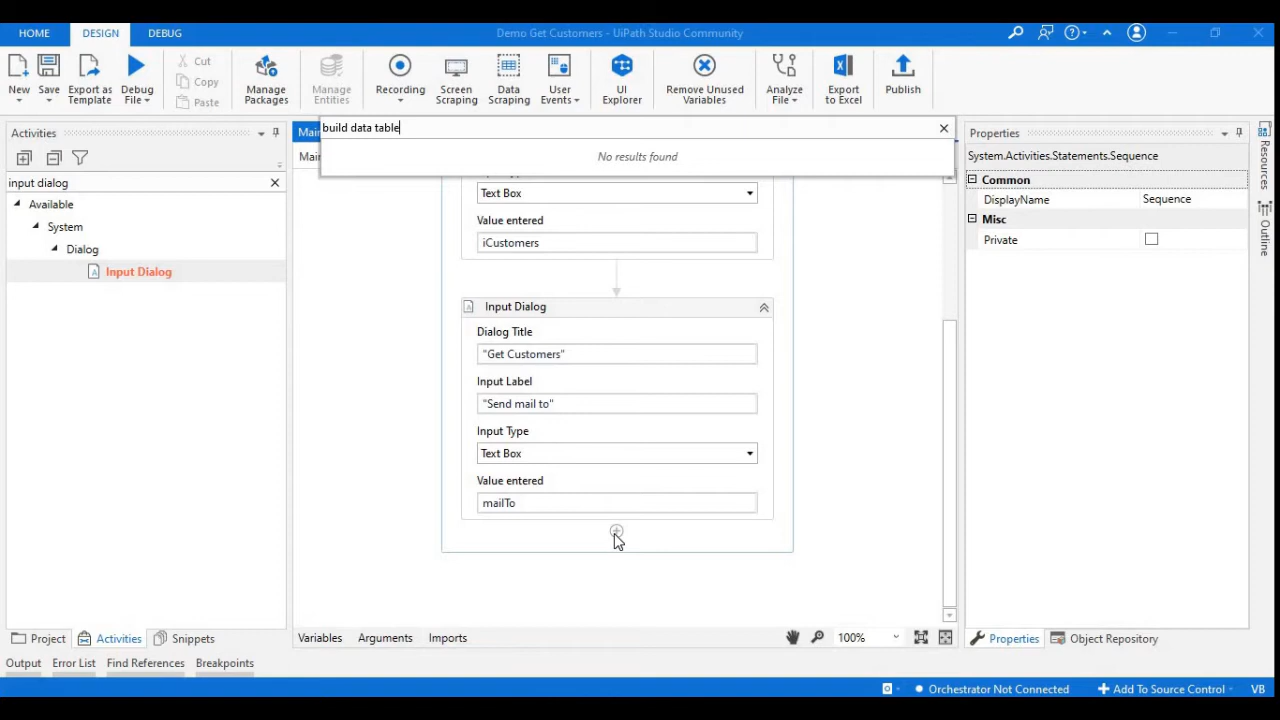 HOME
DESIGN
DEBUG
Demo Get Customers - UiPath Studio Community
New
Save
Export as
Template
Debug
File
Cut
Copy
Paste
Manage
Packages
Manage
Entities
Recording
Screen
Scraping
Data
Scraping
User
Events
UI
Explorer
Remove Unused
Variables
Analyze
File
Export
to Excel
Publish
Activities
input dialog
Available
System
Dialog
Input Dialog
build data table
No results found
Text Box
Value entered
iCustomers
Input Dialog
Dialog Title
"Get Customers"
Input Label
"Send mail to"
Input Type
Text Box
Value entered
mailTo
Properties
System.Activities.Statements.Sequence
Common
DisplayName
Sequence
Misc
Private
Resources
Outline
Project
Activities
Snippets
Variables
Arguments
Imports
100%
Properties
Object Repository
Output
Error List
Find References
Breakpoints
Orchestrator Not Connected
Add To Source Control
VB